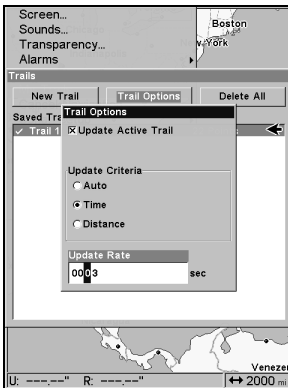 Screen...
Sounds...
Transparency...
Alarms
Boston
York
Trails
New Trail
Trail Options
Delete All
Saved Tra
Trail 1
Trail Options
Update Active Trail
Update Criteria
Auto
Time
Distance
Update Rate
0003 sec
Venezer
U: ---.--" R: ---.--" ↔ 2000 mi